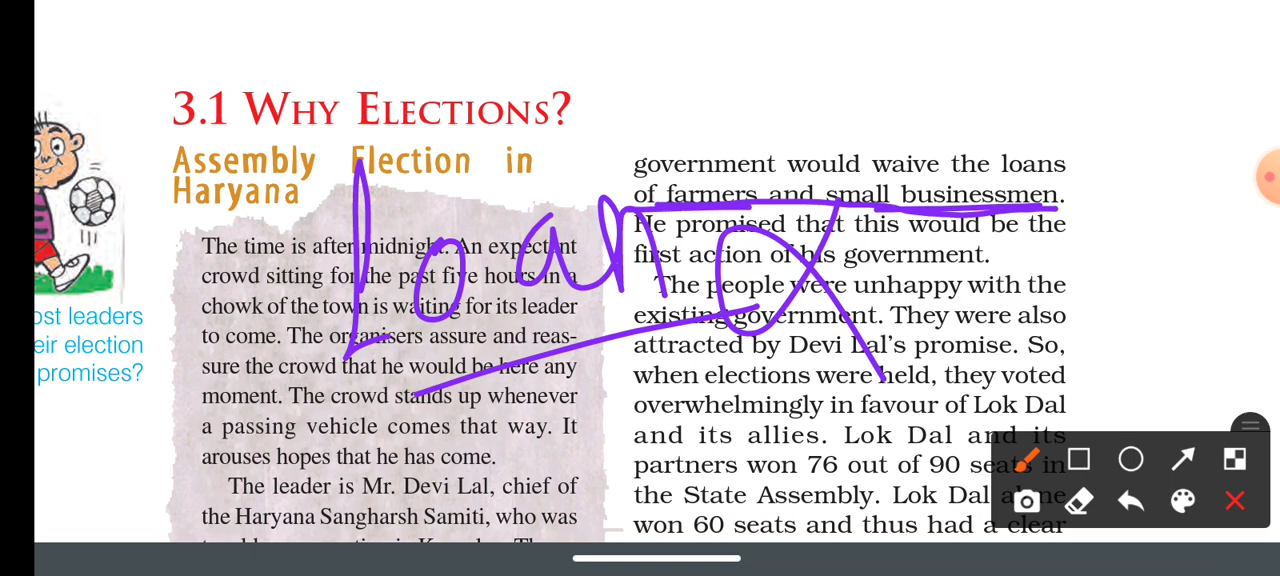 3.1 WHY ELECTIONS?
Assembly Election in
Haryana
The time is after midnight. An expectant
crowd sitting for the past five hours in a
chowk of the town is waiting for its leader
to come. The organisers assure and reas-
sure the crowd that he would be here any
moment. The crowd stands up whenever
a passing vehicle comes that way. It
arouses hopes that he has come.
The leader is Mr. Devi Lal, chief of
the Haryana Sangharsh Samiti, who was
ost leaders
eir election
promises?
government would waive the loans
of farmers and small businessmen.
He promised that this would be the
first action of his government.
The people were unhappy with the
existing government. They were also
attracted by Devi Lal's promise. So,
when elections were held, they voted
overwhelmingly in favour of Lok Dal
and its allies. Lok Dal and its
partners won 76 out of 90 seats in
the State Assembly. Lok Dal alone
won 60 seats and thus had a clear
loan